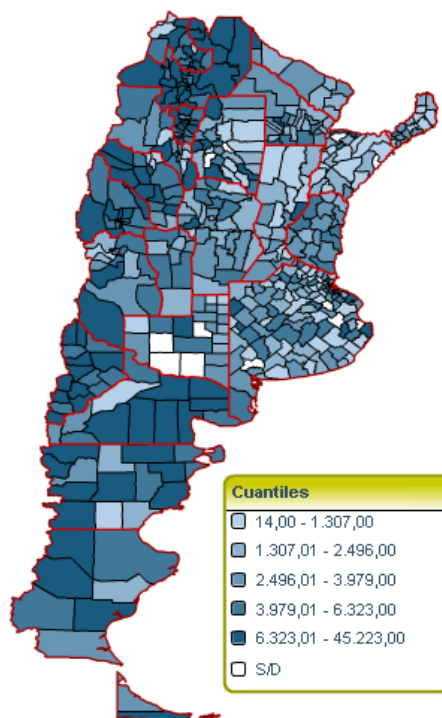 Cuantiles
14,00 - 1.307,00
1.307,01 - 2.496,00
2.496,01 - 3.979,00
3.979,01 - 6.323,00
6.323,01 - 45.223,00
S/D